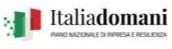 Italiadomani
PIANO NAZIONALE DI RIPRESA E RESILIENZA